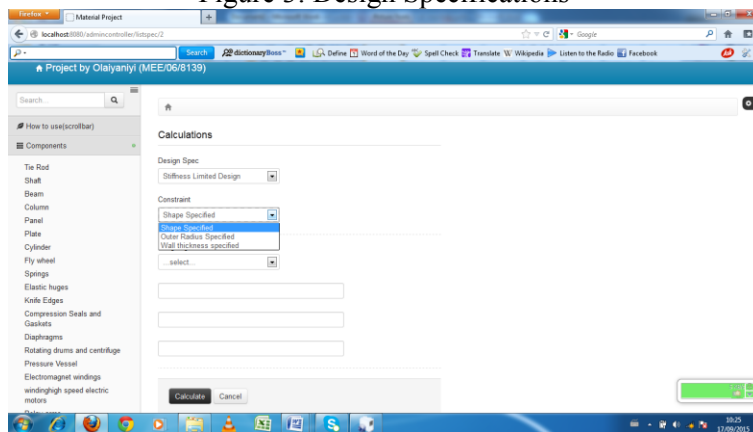 Figure 3: Design Specifications
Firefox
Material Project
localhost:8080/admincontroller/listspec/2
Google
Search
dictionaryBoss
Define
Word of the Day
Spell Check
Translate
W Wikipedia
Listen to the Radio
Facebook
Project by Olalyaniyi (MEE/06/8139)
Search...
How to use(scrollbar)
Components
Tie Rod
Shaft
Beam
Column
Panel
Plate
Cylinder
Fly wheel
Springs
Elastic huges
Knife Edges
Compression Seals and
Gaskets
Diaphragms
Rotating drums and centrifuge
Pressure Vessel
Electromagnet windings
windinghigh speed electric
motors
Calculations
Design Spec
Stiffness Limited Design
Constraint
Shape Specified
Shape Specified
Outer Radius Specified
Wall thickness specified
...select...
Calculate
Cancel
10:25
17/09/2015